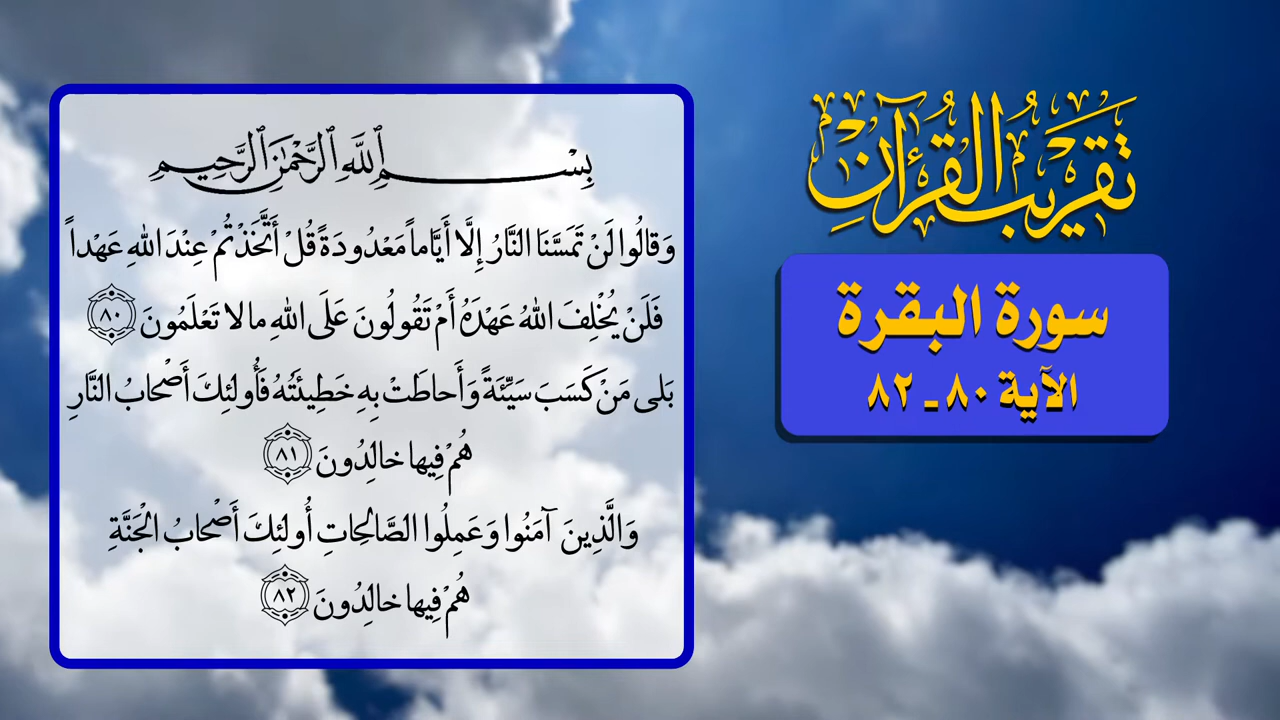 تقريب القرآن
سورة البقرة
الآية ٨٠ ـ ٨٢
بِسْمِ ٱللَّهِ ٱلرَّحْمَٰنِ ٱلرَّحِيمِ
وَقالُوا لَنْ تَمَسَّنَا النَّارُ إِلَّا أَيَّاماً مَعْدُودَةً قُلْ أَتَّخَذْتُمْ عِنْدَ اللهِ عَهْداً
فَلَنْ يُخْلِفَ اللهُ عَهْدَهُ أَمْ تَقُولُونَ عَلَى اللهِ ما لا تَعْلَمُونَ ٨٠
بَلى مَنْ كَسَبَ سَيِّئَةً وَأَحاطَتْ بِهِ خَطِيئَتُهُ فَأُولئِكَ أَصْحابُ النَّارِ
هُمْ فِيها خالِدُونَ ٨١
وَالَّذِينَ آمَنُوا وَعَمِلُوا الصَّالِحاتِ أُولئِكَ أَصْحابُ الْجَنَّةِ
هُمْ فِيها خالِدُونَ ٨٢